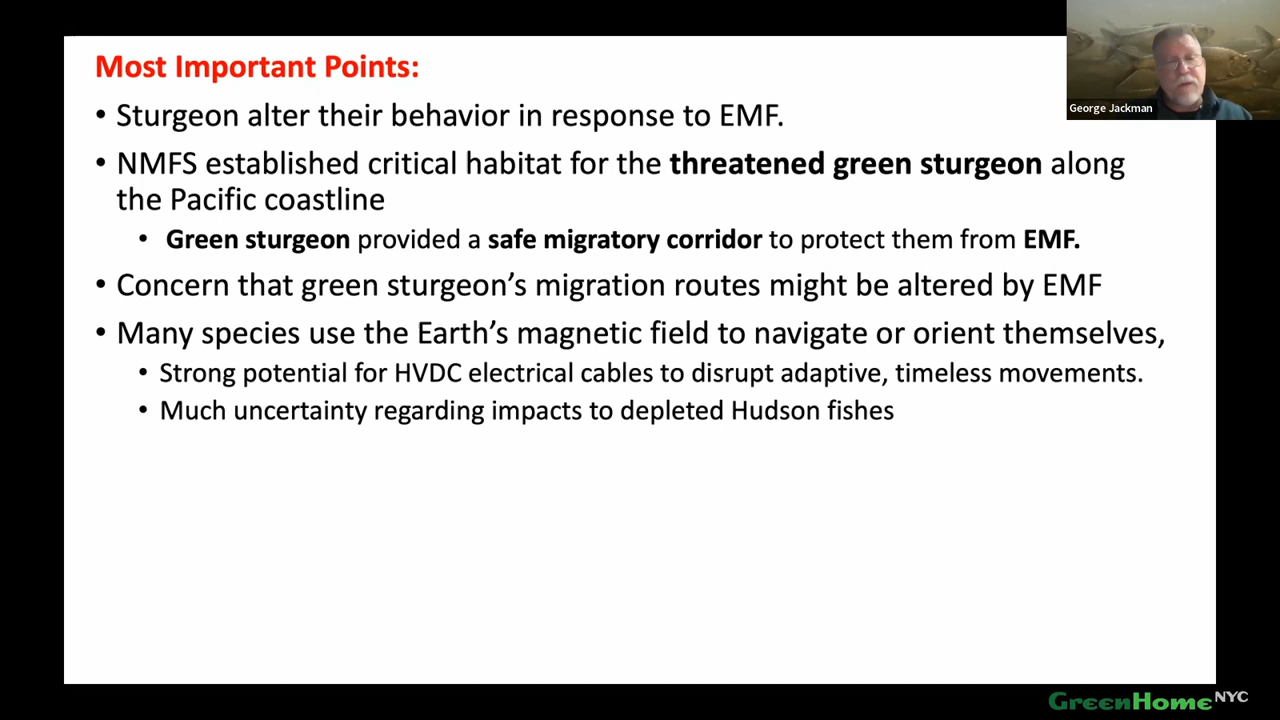 Most Important Points:
• Sturgeon alter their behavior in response to EMF.
• NMFS established critical habitat for the threatened green sturgeon along
the Pacific coastline
• Green sturgeon provided a safe migratory corridor to protect them from EMF.
• Concern that green sturgeon's migration routes might be altered by EMF
• Many species use the Earth's magnetic field to navigate or orient themselves,
• Strong potential for HVDC electrical cables to disrupt adaptive, timeless movements.
• Much uncertainty regarding impacts to depleted Hudson fishes
George Jackman
GreenHomeNYC